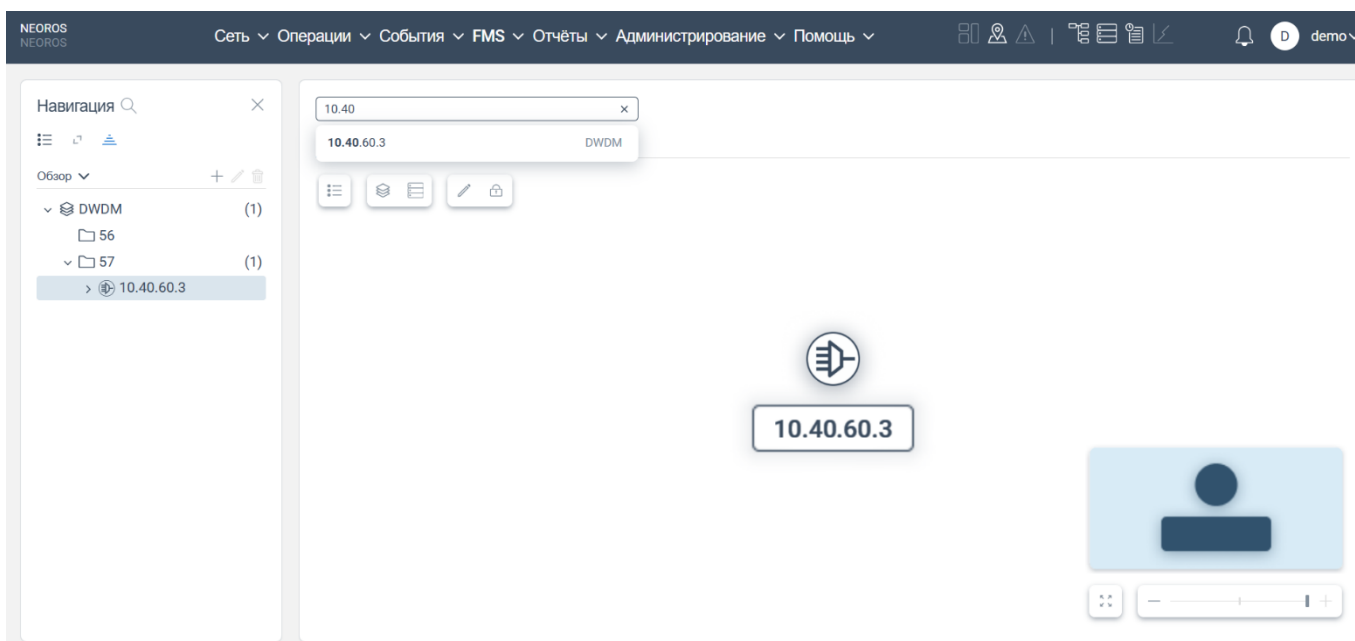 NEOROS
NEOROS
Сеть Операции События FMS Отчёты Администрирование Помощь
D demo
Навигация
Обзор
DWDM (1)
56
57 (1)
10.40.60.3
10.40
10.40.60.3 DWDM
10.40.60.3